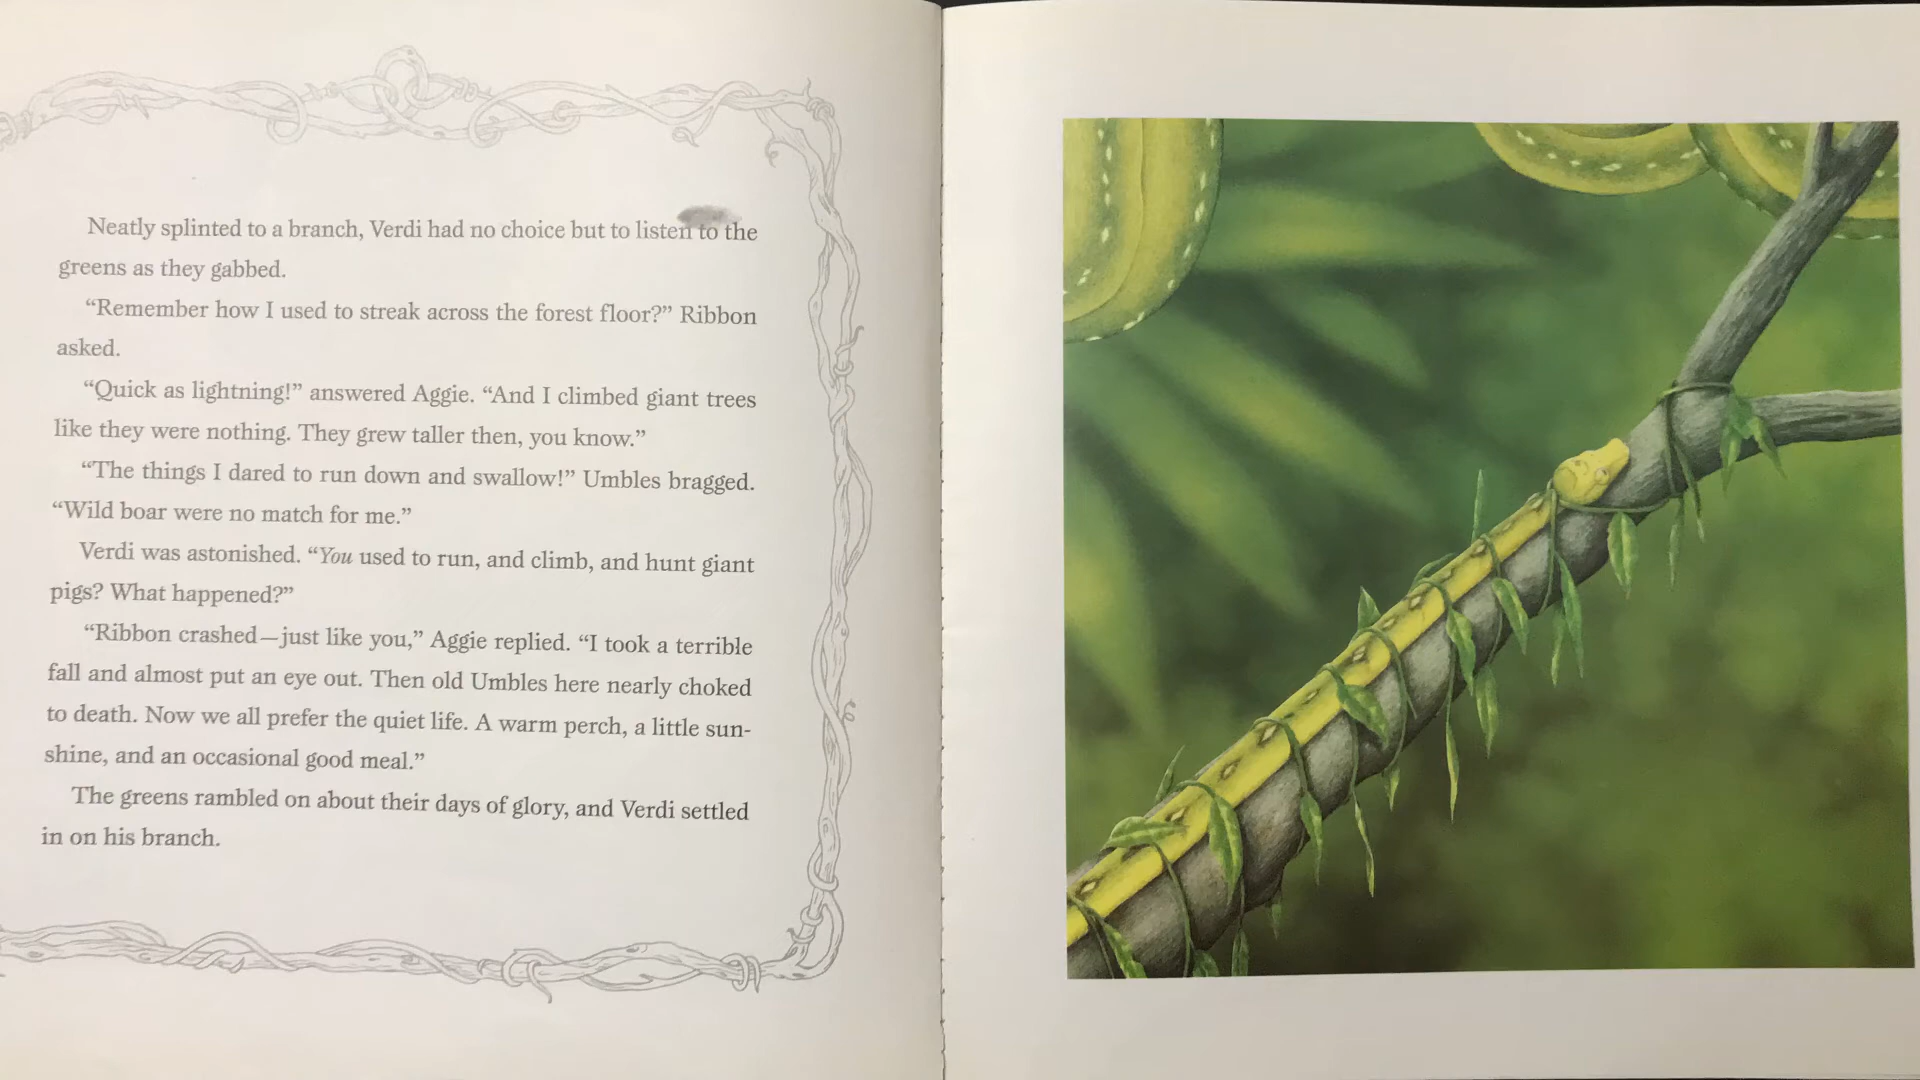 Neatly splinted to a branch, Verdi had no choice but to listen to the
greens as they gabbed.
“Remember how I used to streak across the forest floor?” Ribbon
asked.
“Quick as lightning!” answered Aggie. “And I climbed giant trees
like they were nothing. They grew taller then, you know.”
“The things I dared to run down and swallow!” Umbles bragged.
“Wild boar were no match for me.”
Verdi was astonished. “You used to run, and climb, and hunt giant
pigs? What happened?”
“Ribbon crashed—just like you,” Aggie replied. “I took a terrible
fall and almost put an eye out. Then old Umbles here nearly choked
to death. Now we all prefer the quiet life. A warm perch, a little sun-
shine, and an occasional good meal.”
The greens rambled on about their days of glory, and Verdi settled
in on his branch.